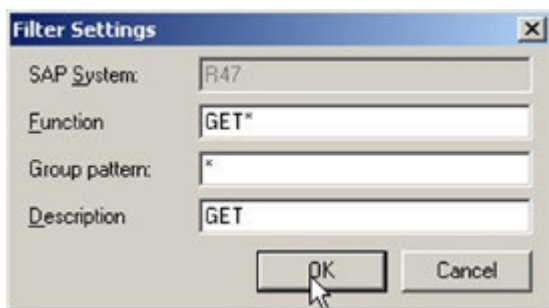 Filter Settings
SAP System: R47
Function GET*
Group pattern: *
Description GET
OK Cancel